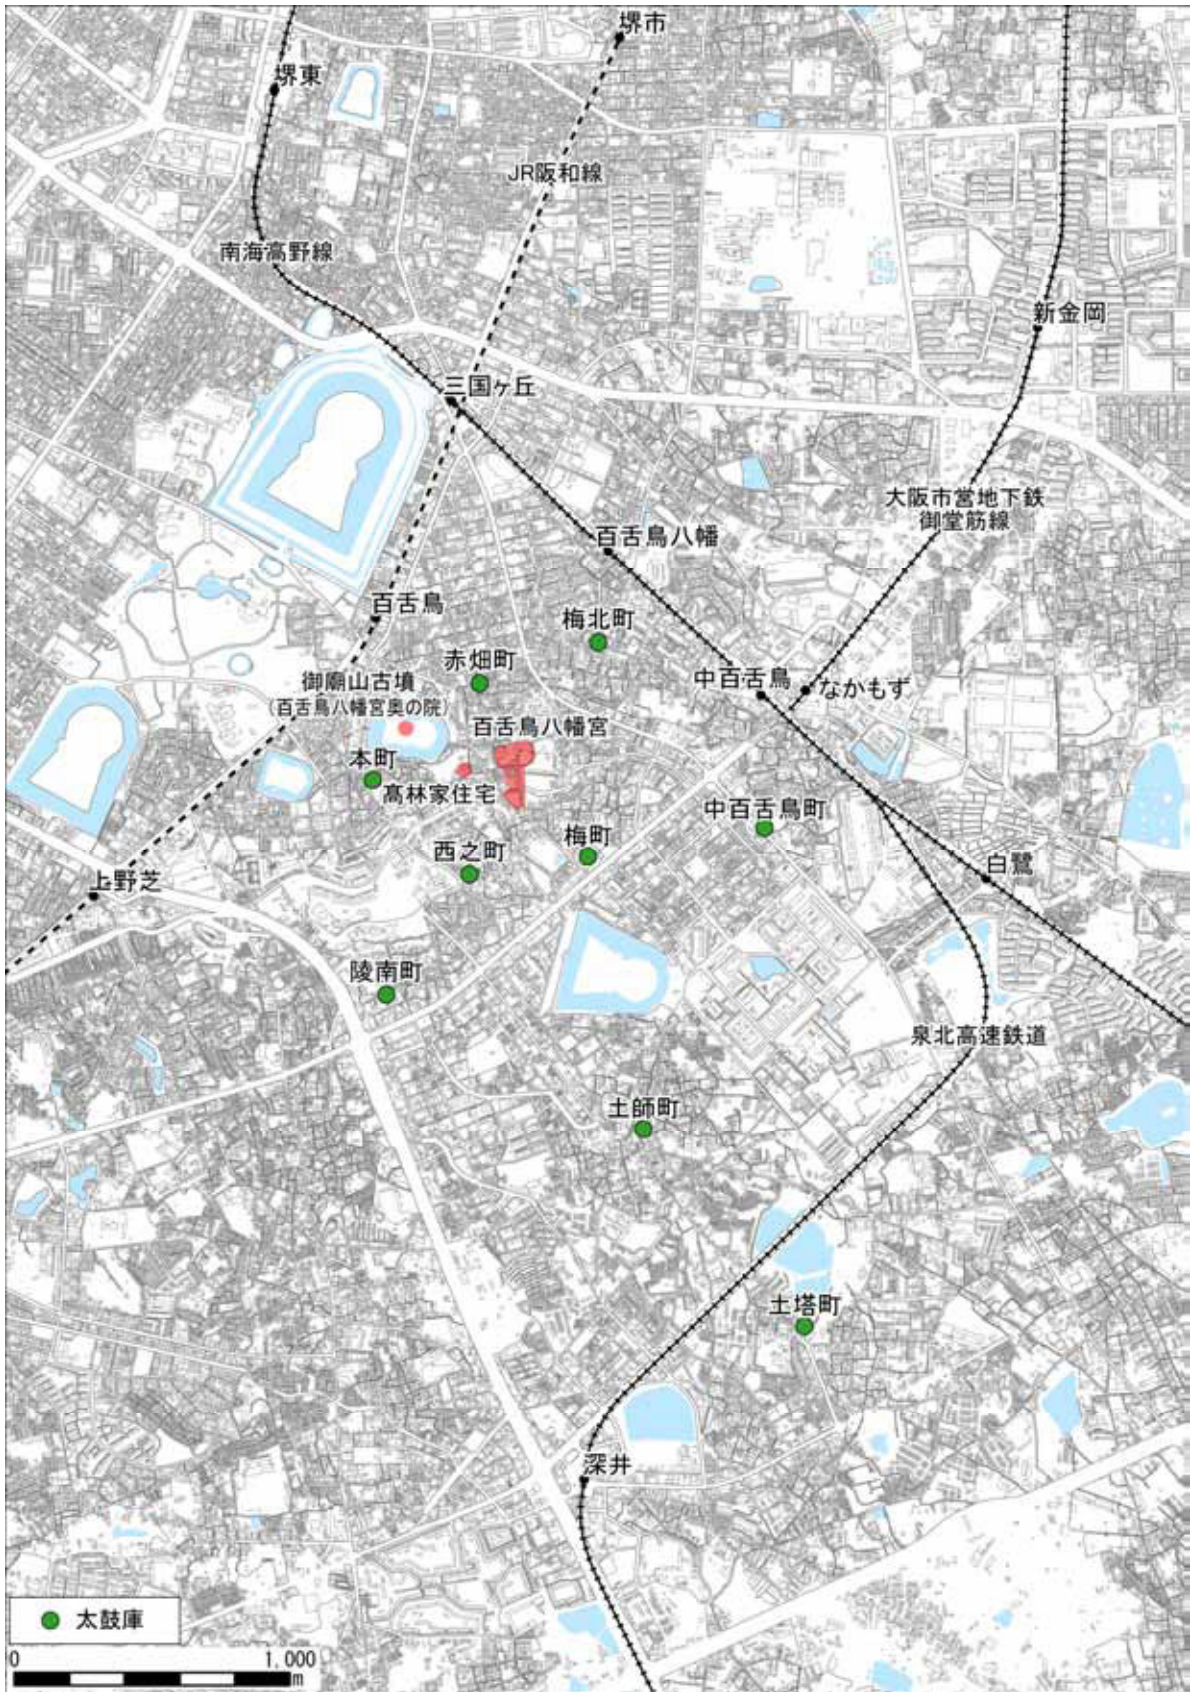 堺市
堺東
JR阪和線
南海高野線
新金岡
三国ヶ丘
大阪市営地下鉄
御堂筋線
百舌鳥八幡
百舌鳥
梅北町
赤畑町
中百舌鳥
なかもず
御廟山古墳
(百舌鳥八幡宮奥の院)
百舌鳥八幡宮
本町
髙林家住宅
中百舌鳥町
梅町
西之町
白鷺
上野芝
陵南町
泉北高速鉄道
土師町
土塔町
深井
太鼓庫
0
1,000
m